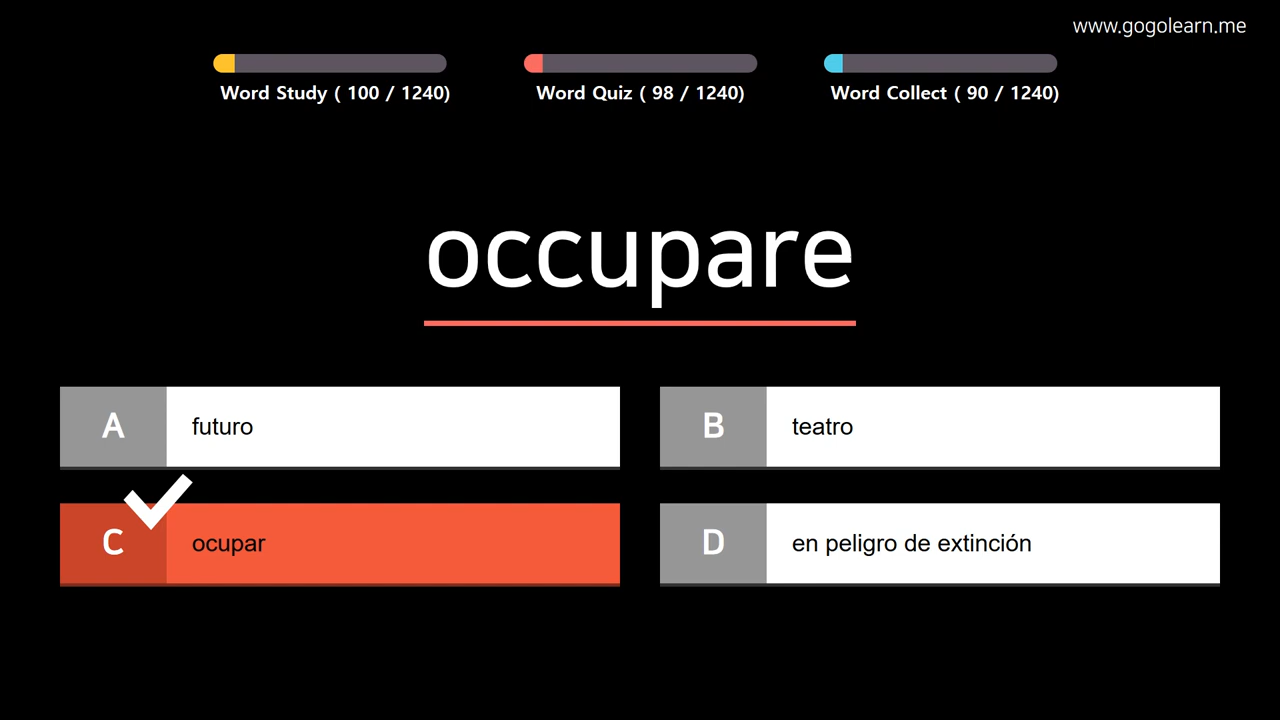 www.gogolearn.me
Word Study ( 100 / 1240)
Word Quiz ( 98 / 1240)
Word Collect ( 90 / 1240)
occupare
A futuro
B teatro
C ocupar
D en peligro de extinción